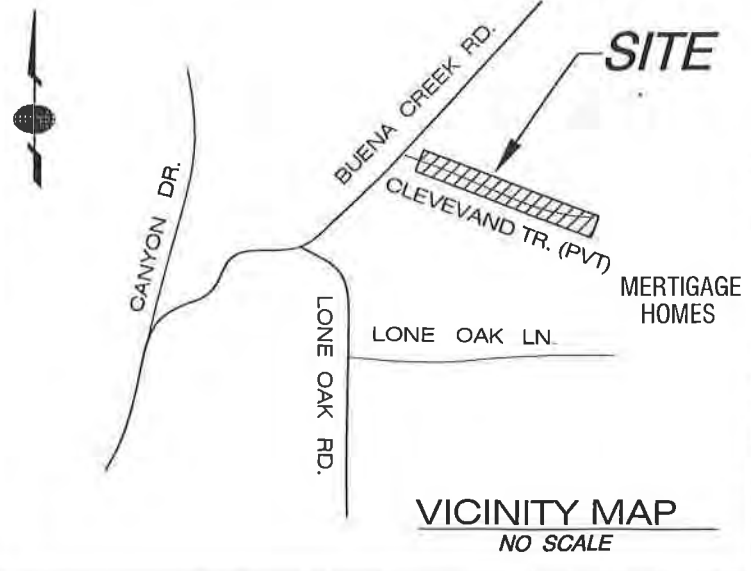 SITE
BUENA CREEK RD.
CANYON DR.
CLEVEVAND TR. (PVT)
MERTIGAGE
HOMES
LONE OAK LN.
LONE OAK RD.
VICINITY MAP
NO SCALE